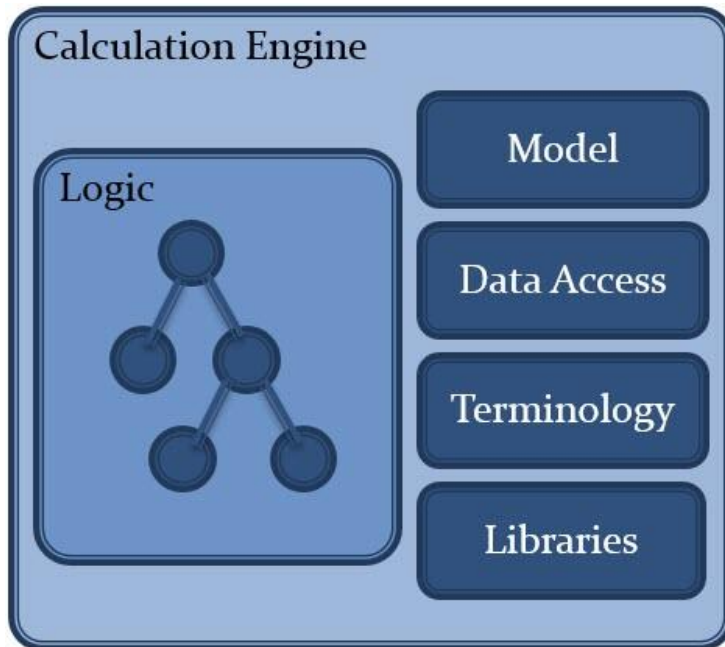 Calculation Engine
Logic
Model
Data Access
Terminology
Libraries